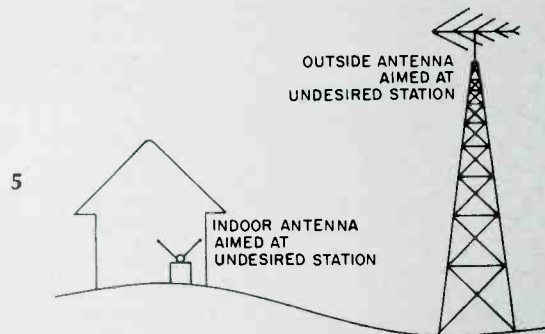 OUTSIDE ANTENNA
AIMED AT
UNDESIRED STATION
5
INDOOR ANTENNA
AIMED AT
UNDESIRED STATION